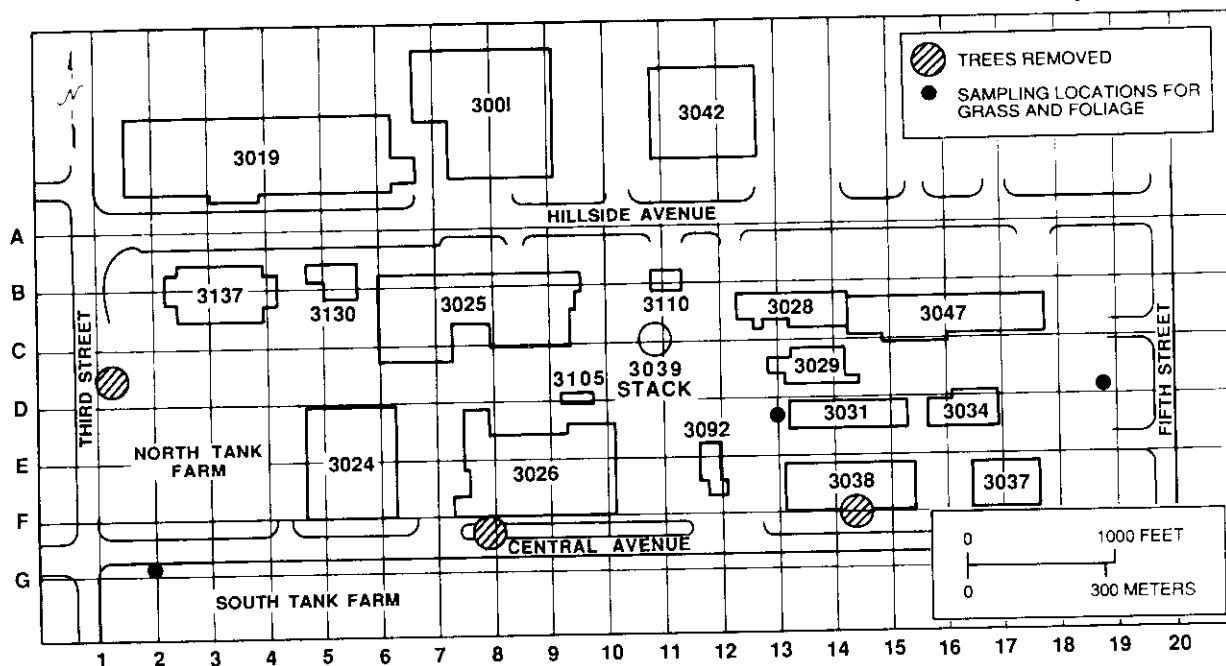 N
TREES REMOVED
SAMPLING LOCATIONS FOR
GRASS AND FOLIAGE
3001
3042
3019
HILLSIDE AVENUE
A
B
C
D
E
F
G
3137
3130
3025
3110
3028
3047
3039
STACK
3029
3105
THIRD STREET
FIFTH STREET
3031
3034
3092
NORTH TANK
FARM
3024
3026
3038
3037
CENTRAL AVENUE
SOUTH TANK FARM
0 1000 FEET
0 300 METERS
1 2 3 4 5 6 7 8 9 10 11 12 13 14 15 16 17 18 19 20